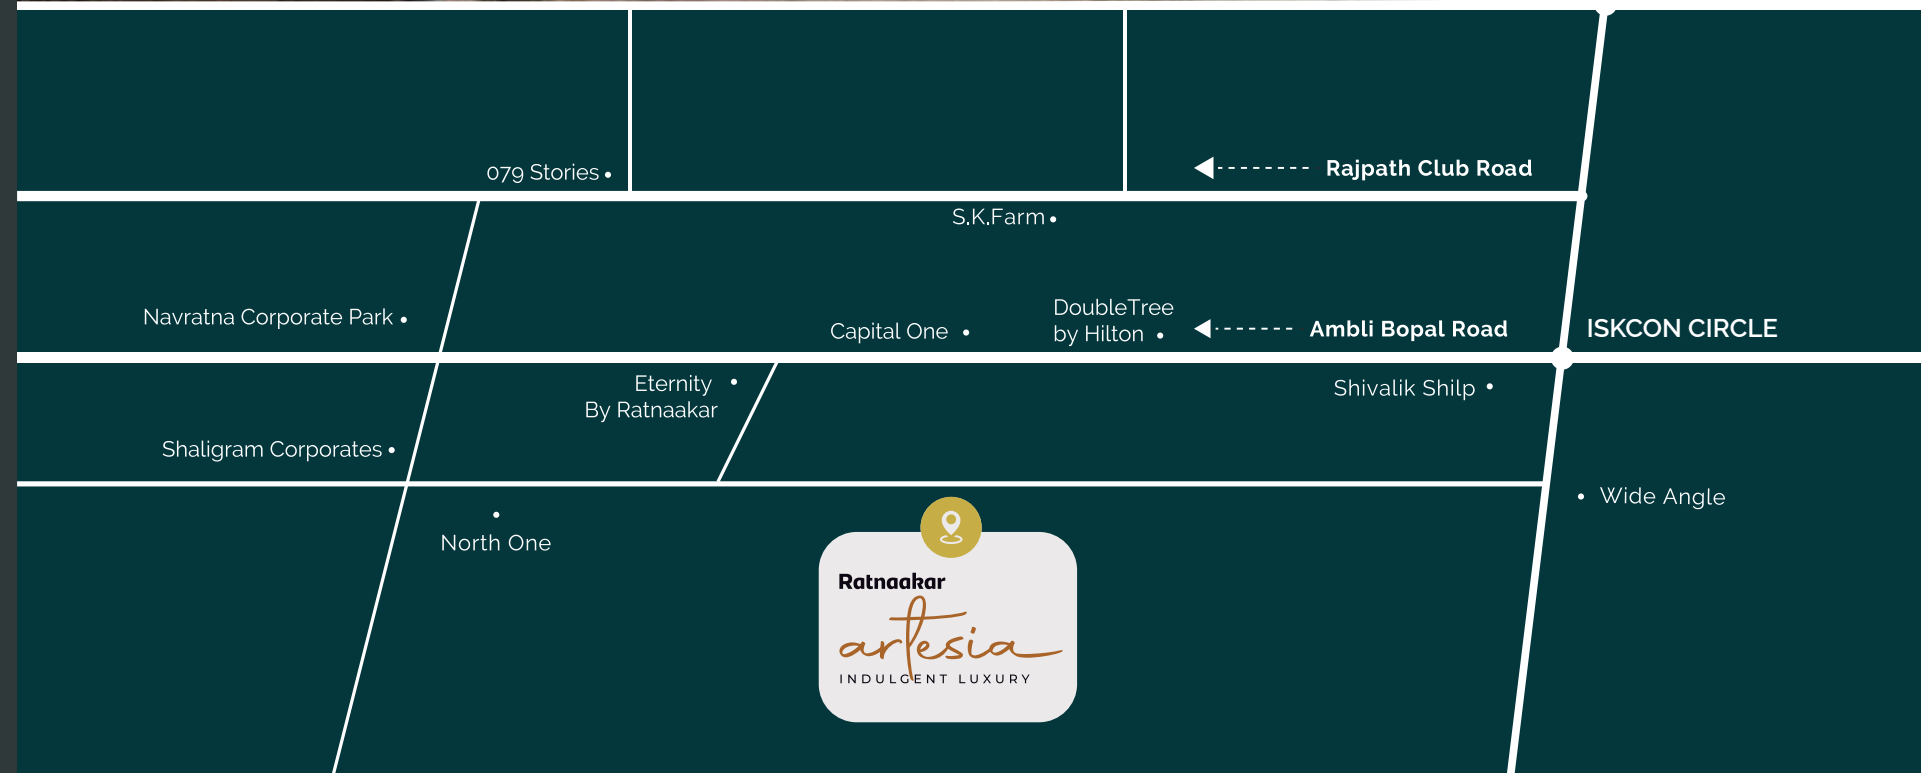 079 Stories
Rajpath Club Road
S.K.Farm
Navratna Corporate Park
Capital One
DoubleTree
by Hilton
Ambli Bopal Road
ISKCON CIRCLE
Eternity
By Ratnaakar
Shivalik Shilp
Shaligram Corporates
Wide Angle
North One
Ratnaakar
artesia
INDULGENT LUXURY